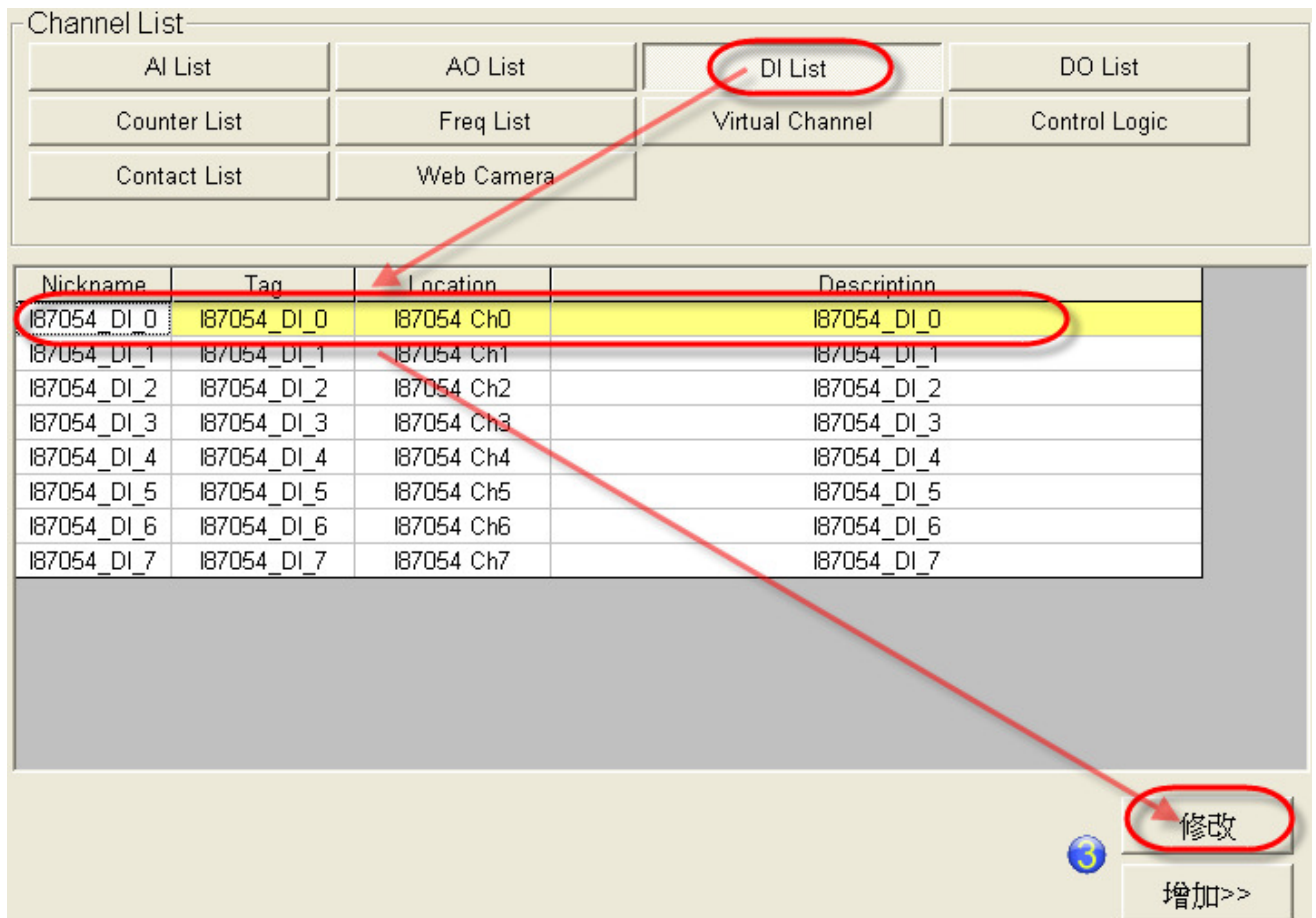 Channel List
AI List AO List DI List DO List
Counter List Freq List Virtual Channel Control Logic
Contact List Web Camera
Nickname Tag Location Description
I87054_DI_0 I87054_DI_0 I87054 Ch0 I87054_DI_0
I87054_DI_1 I87054_DI_1 I87054 Ch1 I87054_DI_1
I87054_DI_2 I87054_DI_2 I87054 Ch2 I87054_DI_2
I87054_DI_3 I87054_DI_3 I87054 Ch3 I87054_DI_3
I87054_DI_4 I87054_DI_4 I87054 Ch4 I87054_DI_4
I87054_DI_5 I87054_DI_5 I87054 Ch5 I87054_DI_5
I87054_DI_6 I87054_DI_6 I87054 Ch6 I87054_DI_6
I87054_DI_7 I87054_DI_7 I87054 Ch7 I87054_DI_7
修改
3
增加>>